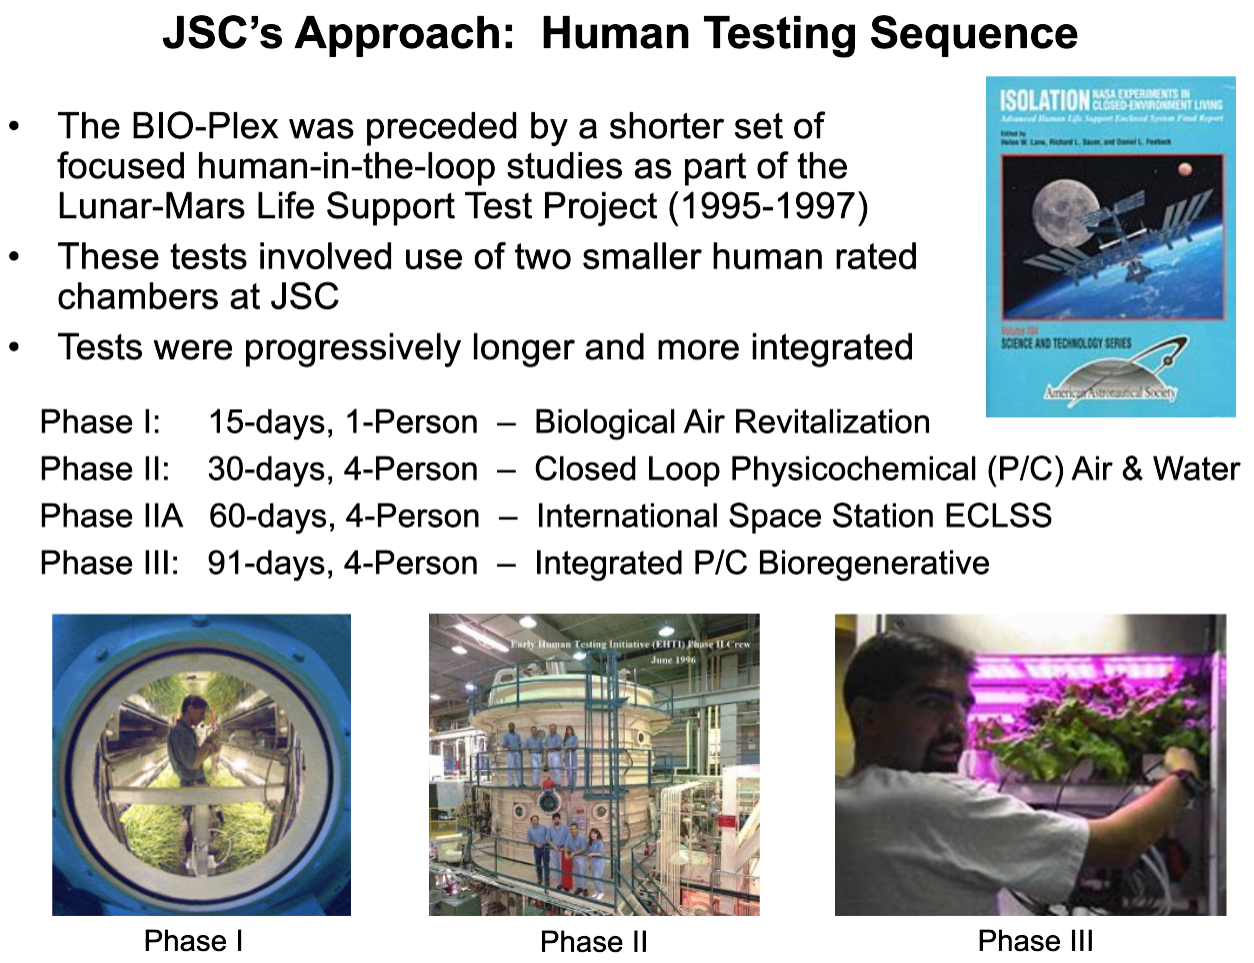 JSC's Approach:  Human Testing Sequence
• The BIO-Plex was preceded by a shorter set of
focused human-in-the-loop studies as part of the
Lunar-Mars Life Support Test Project (1995-1997)
• These tests involved use of two smaller human rated
chambers at JSC
• Tests were progressively longer and more integrated
ISOLATION NASA EXPERIMENTS IN
CLOSED-ENVIRONMENT LIVING
Advanced Human Life Support Enclosed System Final Report
Edited by
Helen W. Lane, Richard L. Sauer, and Daniel L. Feeback
Volume 104
SCIENCE AND TECHNOLOGY SERIES
American Astronautical Society
Phase I: 15-days, 1-Person – Biological Air Revitalization
Phase II: 30-days, 4-Person – Closed Loop Physicochemical (P/C) Air & Water
Phase IIA 60-days, 4-Person – International Space Station ECLSS
Phase III: 91-days, 4-Person – Integrated P/C Bioregenerative
Early Human Testing Initiative (EHTI) Phase II Crew
June 1996
Phase I
Phase II
Phase III